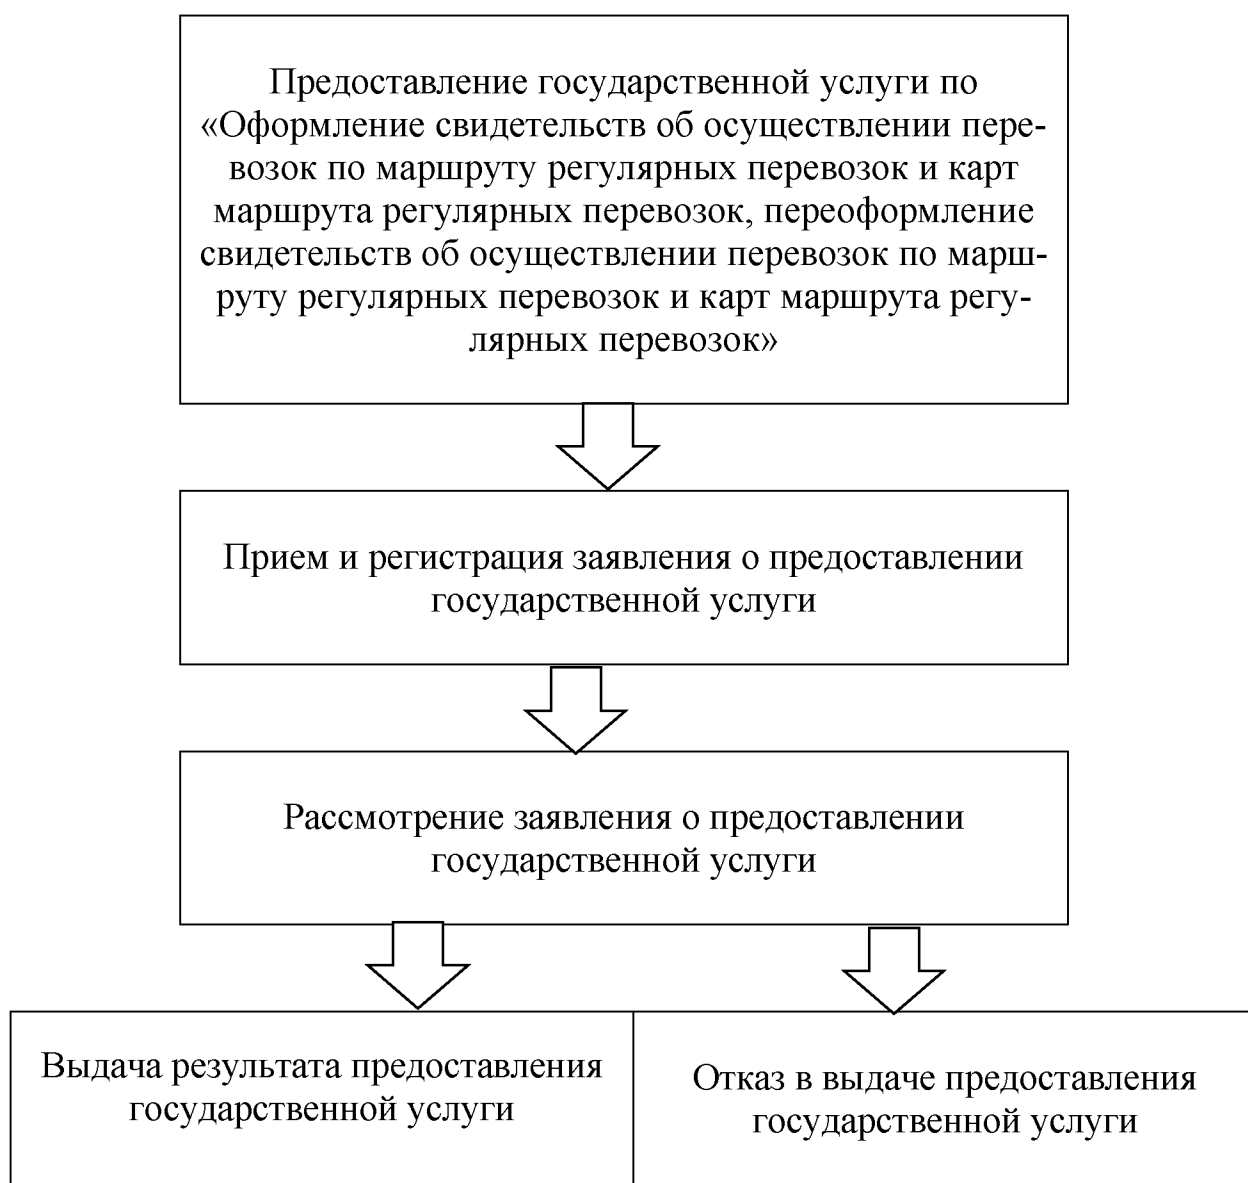 Предоставление государственной услуги по
«Оформление свидетельств об осуществлении пере-
возок по маршруту регулярных перевозок и карт
маршрута регулярных перевозок, переоформление
свидетельств об осуществлении перевозок по марш-
руту регулярных перевозок и карт маршрута регу-
лярных перевозок»
Прием и регистрация заявления о предоставлении
государственной услуги
Рассмотрение заявления о предоставлении
государственной услуги
Выдача результата предоставления
государственной услуги
Отказ в выдаче предоставления
государственной услуги